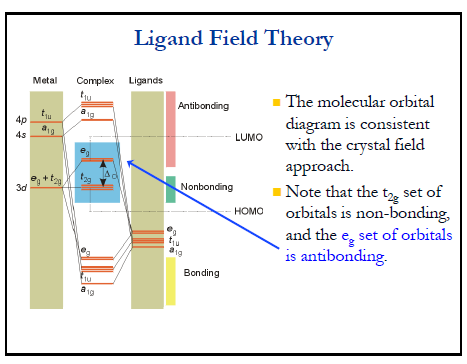 Ligand Field Theory
Metal Complex Ligands
t1u
a1g
4p
4s
t1u
a1g
eg
t2g
Δo
eg + t2g
3d
eg
t1u
a1g
eg
t1u
a1g
Antibonding
LUMO
Nonbonding
HOMO
Bonding
The molecular orbital
diagram is consistent
with the crystal field
approach.
Note that the t2g set of
orbitals is non-bonding,
and the eg set of orbitals
is antibonding.